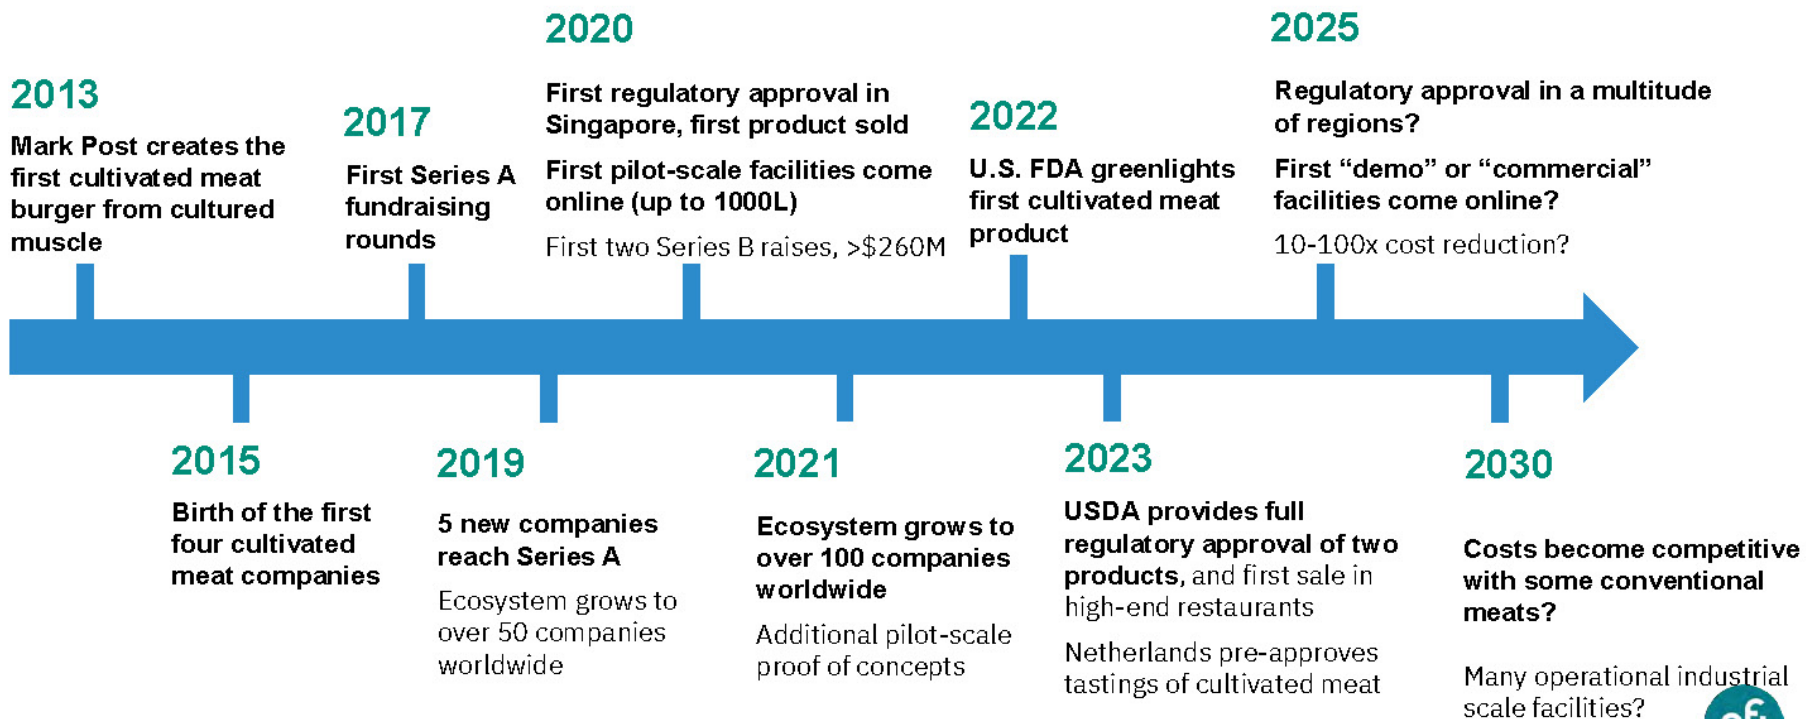 2013
Mark Post creates the
first cultivated meat
burger from cultured
muscle
2015
Birth of the first
four cultivated
meat companies
2017
First Series A
fundraising
rounds
2019
5 new companies
reach Series A
Ecosystem grows to
over 50 companies
worldwide
2020
First regulatory approval in
Singapore, first product sold
First pilot-scale facilities come
online (up to 1000L)
First two Series B raises, >$260M
2021
Ecosystem grows to
over 100 companies
worldwide
Additional pilot-scale
proof of concepts
2022
U.S. FDA greenlights
first cultivated meat
product
2023
USDA provides full
regulatory approval of two
products, and first sale in
high-end restaurants
Netherlands pre-approves
tastings of cultivated meat
2025
Regulatory approval in a multitude
of regions?
First “demo” or “commercial”
facilities come online?
10-100x cost reduction?
2030
Costs become competitive
with some conventional
meats?
Many operational industrial
scale facilities?